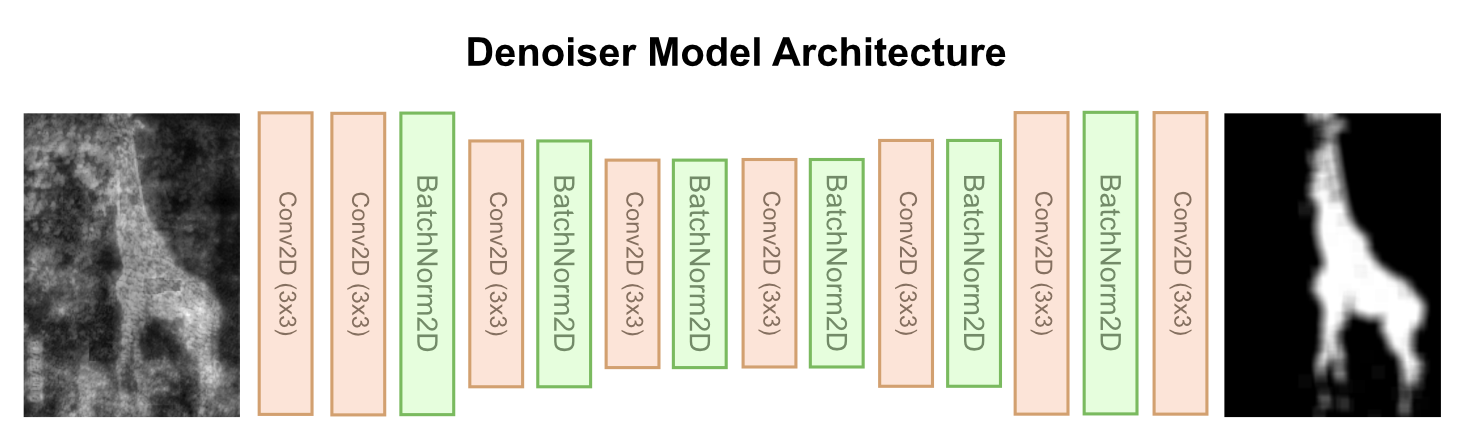 Denoiser Model Architecture
Conv2D (3x3)
Conv2D (3x3)
BatchNorm2D
Conv2D (3x3)
BatchNorm2D
Conv2D (3x3)
BatchNorm2D
Conv2D (3x3)
BatchNorm2D
Conv2D (3x3)
BatchNorm2D
Conv2D (3x3)
BatchNorm2D
Conv2D (3x3)